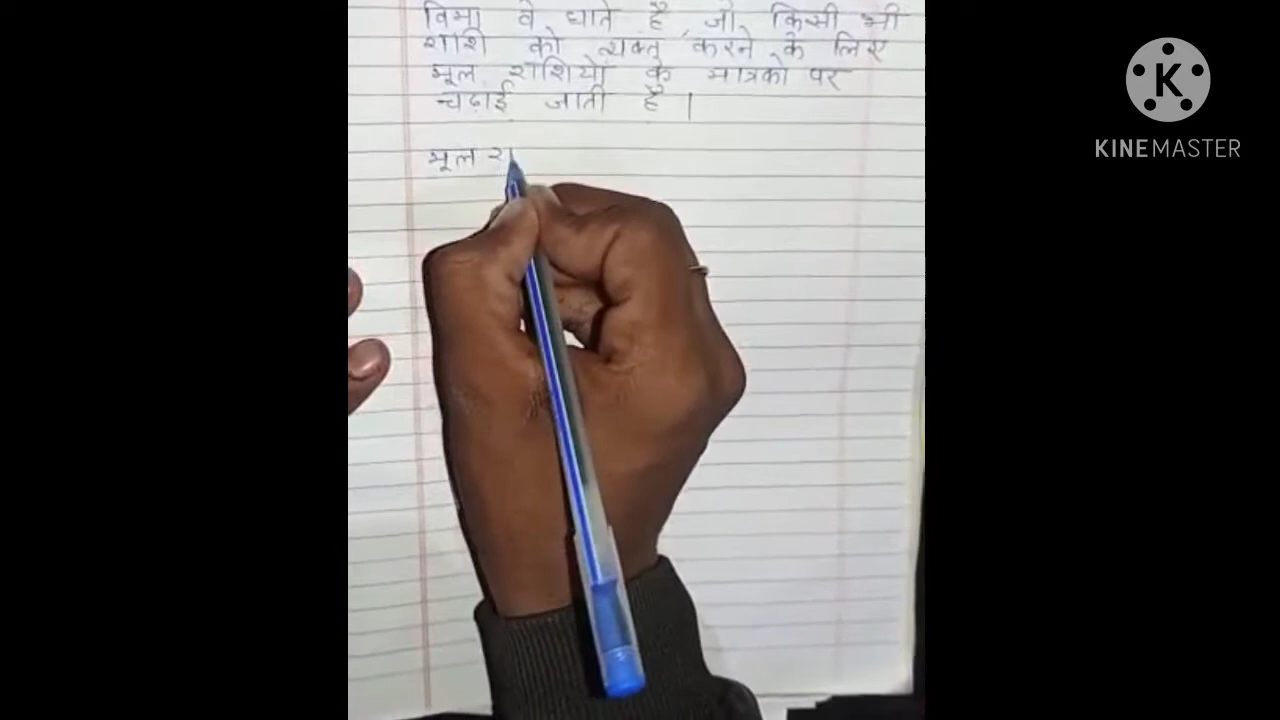 विमा वे घाते है, जो किसी भी
राशि को व्यक्त करने के लिए
मूल राशियों के मात्रको पर
चढ़ाई जाती है |
मूल र
K
KINEMASTER